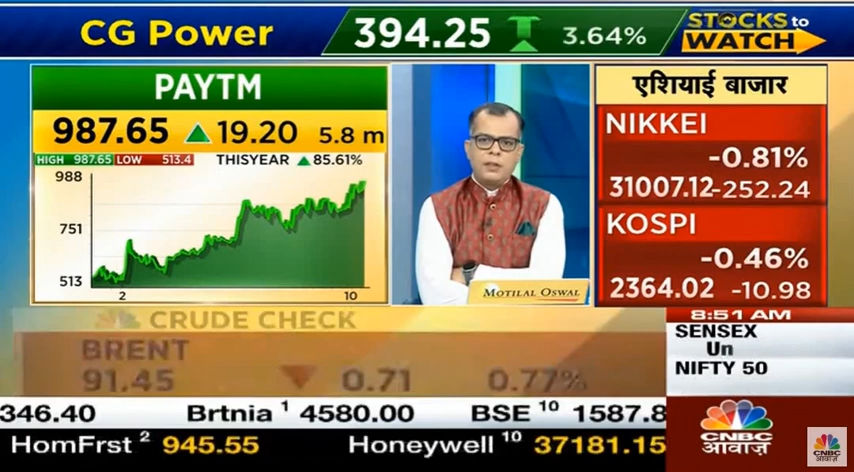 CG Power 394.25 3.64% STOCKS to WATCH
PAYTM
987.65 ▲ 19.20 5.8 m
HIGH 987.65 LOW 513.4 THISYEAR ▲ 85.61%
988
751
513
2 10
MOTILAL OSWAL
एशियाई बाजार
NIKKEI
-0.81%
31007.12 -252.24
KOSPI
-0.46%
2364.02 -10.98
CRUDE CHECK
BRENT
91.45 ▼ 0.71 0.77%
8:51 AM
SENSEX
Un
NIFTY 50
346.40 Brtnia 1 4580.00 BSE 10 1587.8
HomFrst 2 945.55 Honeywell 10 37181.15
CNBC
आवाज़
CNBC
आवाज़